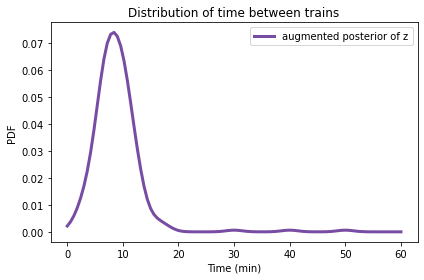 Distribution of time between trains
augmented posterior of z
PDF
0.07
0.06
0.05
0.04
0.03
0.02
0.01
0.00
0 10 20 30 40 50 60
Time (min)